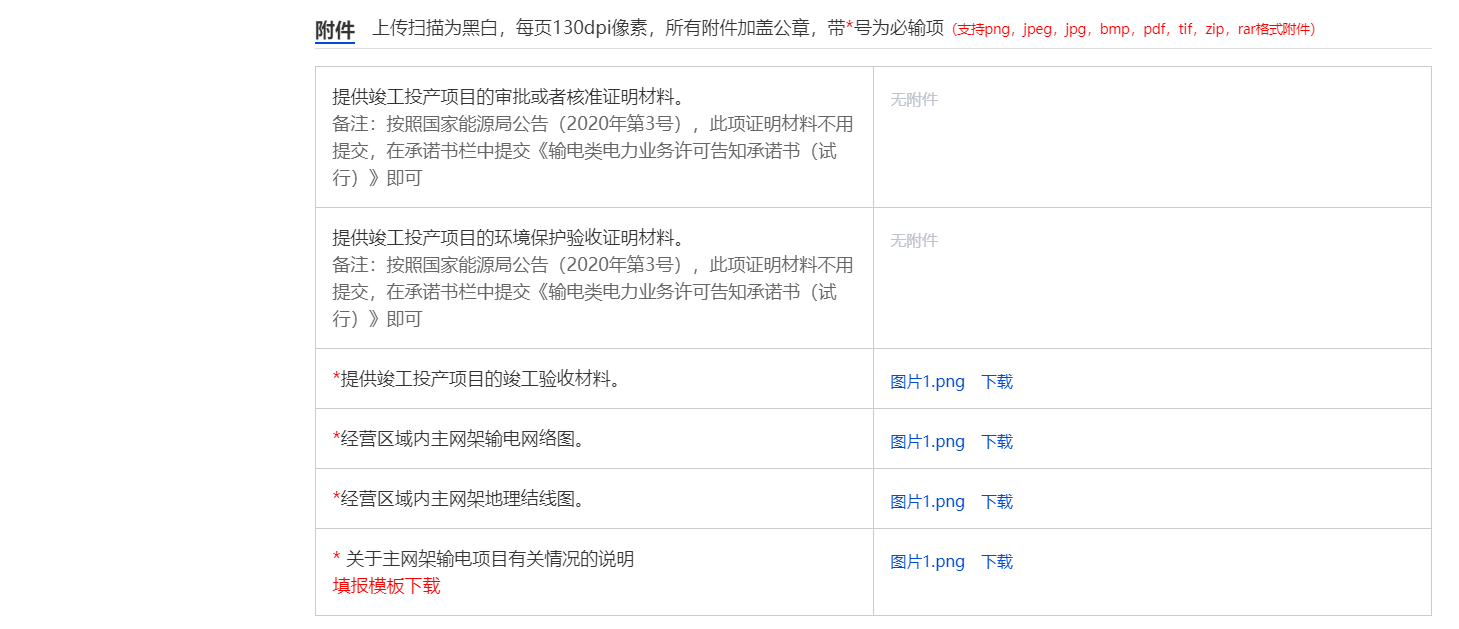 附件 上传扫描为黑白，每页130dpi像素，所有附件加盖公章，带*号为必输项（支持png，jpeg，jpg，bmp，pdf，tif，zip，rar格式附件）
提供竣工投产项目的审批或者核准证明材料。
无附件
备注：按照国家能源局公告（2020年第3号），此项证明材料不用
提交，在承诺书栏中提交《输电类电力业务许可告知承诺书（试
行）》即可
提供竣工投产项目的环境保护验收证明材料。
无附件
备注：按照国家能源局公告（2020年第3号），此项证明材料不用
提交，在承诺书栏中提交《输电类电力业务许可告知承诺书（试
行）》即可
*提供竣工投产项目的竣工验收材料。
图片1.png 下载
*经营区域内主网架输电网络图。
图片1.png 下载
*经营区域内主网架地理结线图。
图片1.png 下载
* 关于主网架输电项目有关情况的说明
图片1.png 下载
填报模板下载